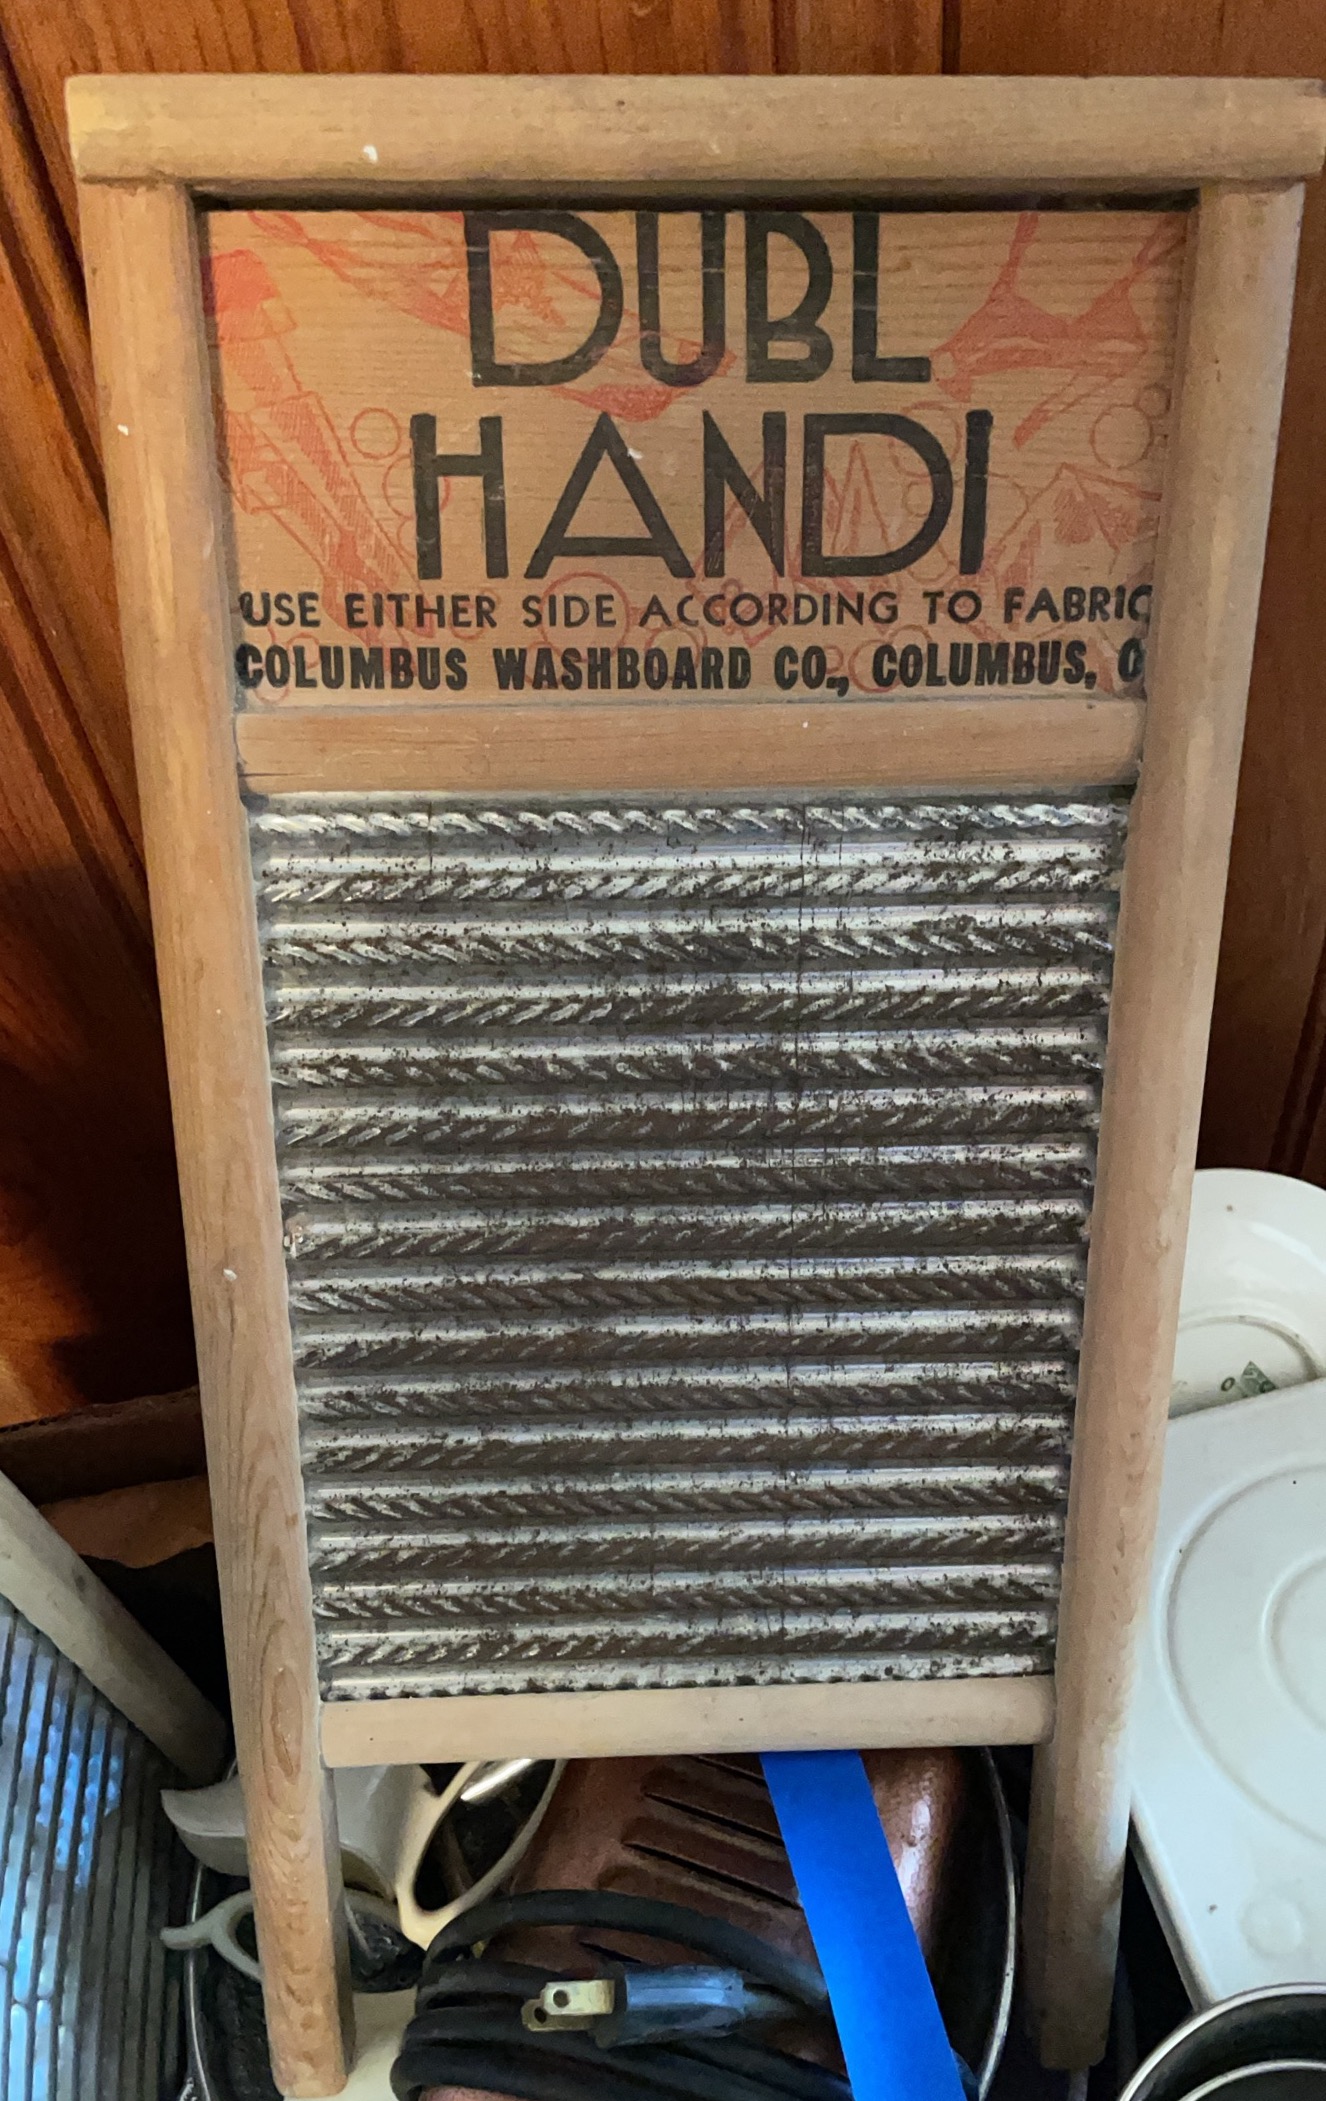 DUBL
HANDI
USE EITHER SIDE ACCORDING TO FABRIC
COLUMBUS WASHBOARD CO., COLUMBUS, O